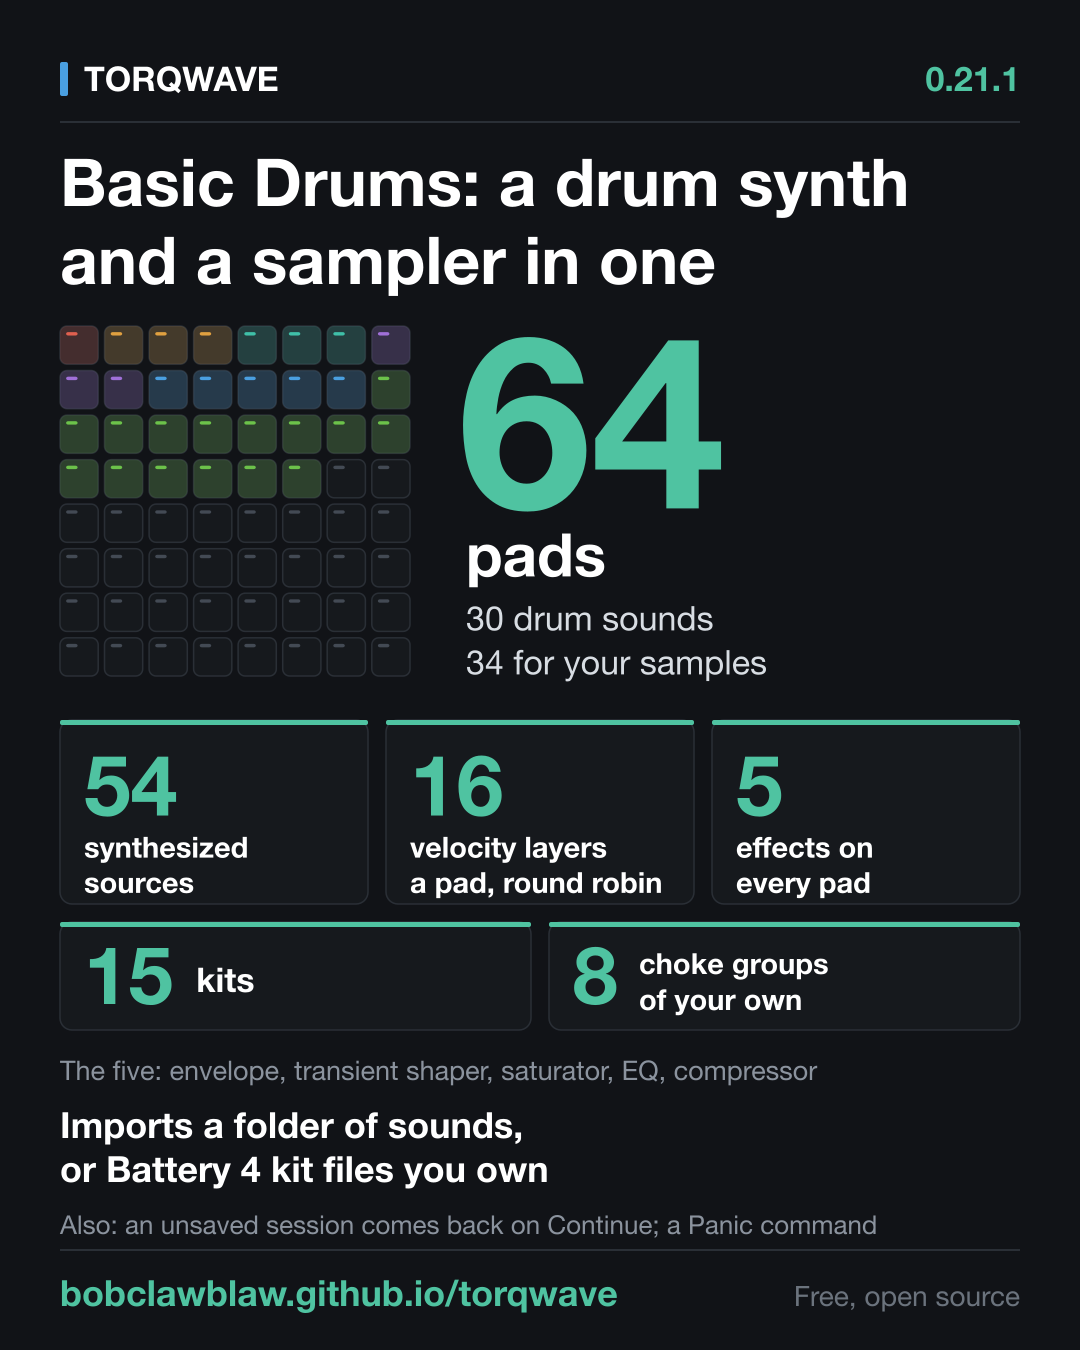 TORQWAVE
0.21.1
Basic Drums: a drum synth
and a sampler in one
64
pads
30 drum sounds
34 for your samples
54
synthesized
sources
16
velocity layers
a pad, round robin
5
effects on
every pad
15 kits
8
choke groups
of your own
The five: envelope, transient shaper, saturator, EQ, compressor
Imports a folder of sounds,
or Battery 4 kit files you own
Also: an unsaved session comes back on Continue; a Panic command
bobclawblaw.github.io/torqwave
Free, open source